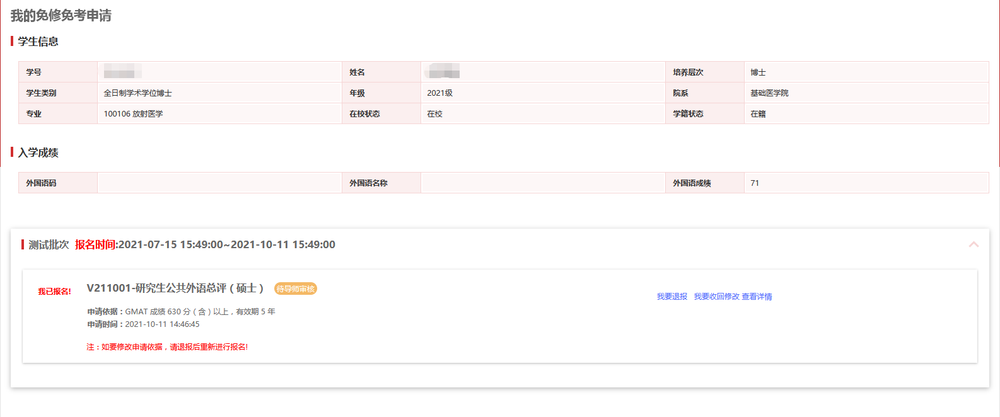 我的免修免考申请
学生信息
学号 姓名 培养层次 博士
学生类别 全日制学术学位博士 年级 2021级 院系 基础医学院
专业 100106 放射医学 在校状态 在校 学籍状态 在籍
入学成绩
外国语码 外国语名称 外国语成绩 71
测试批次 报名时间:2021-07-15 15:49:00~2021-10-11 15:49:00
我已报名! V211001-研究生公共外语总评（硕士） 待导师审核
我要退报 我要收回修改 查看详情
申请依据：GMAT 成绩 630 分（含）以上，有效期 5 年
申请时间：2021-10-11 14:46:45
注：如要修改申请依据，请退报后重新进行报名!